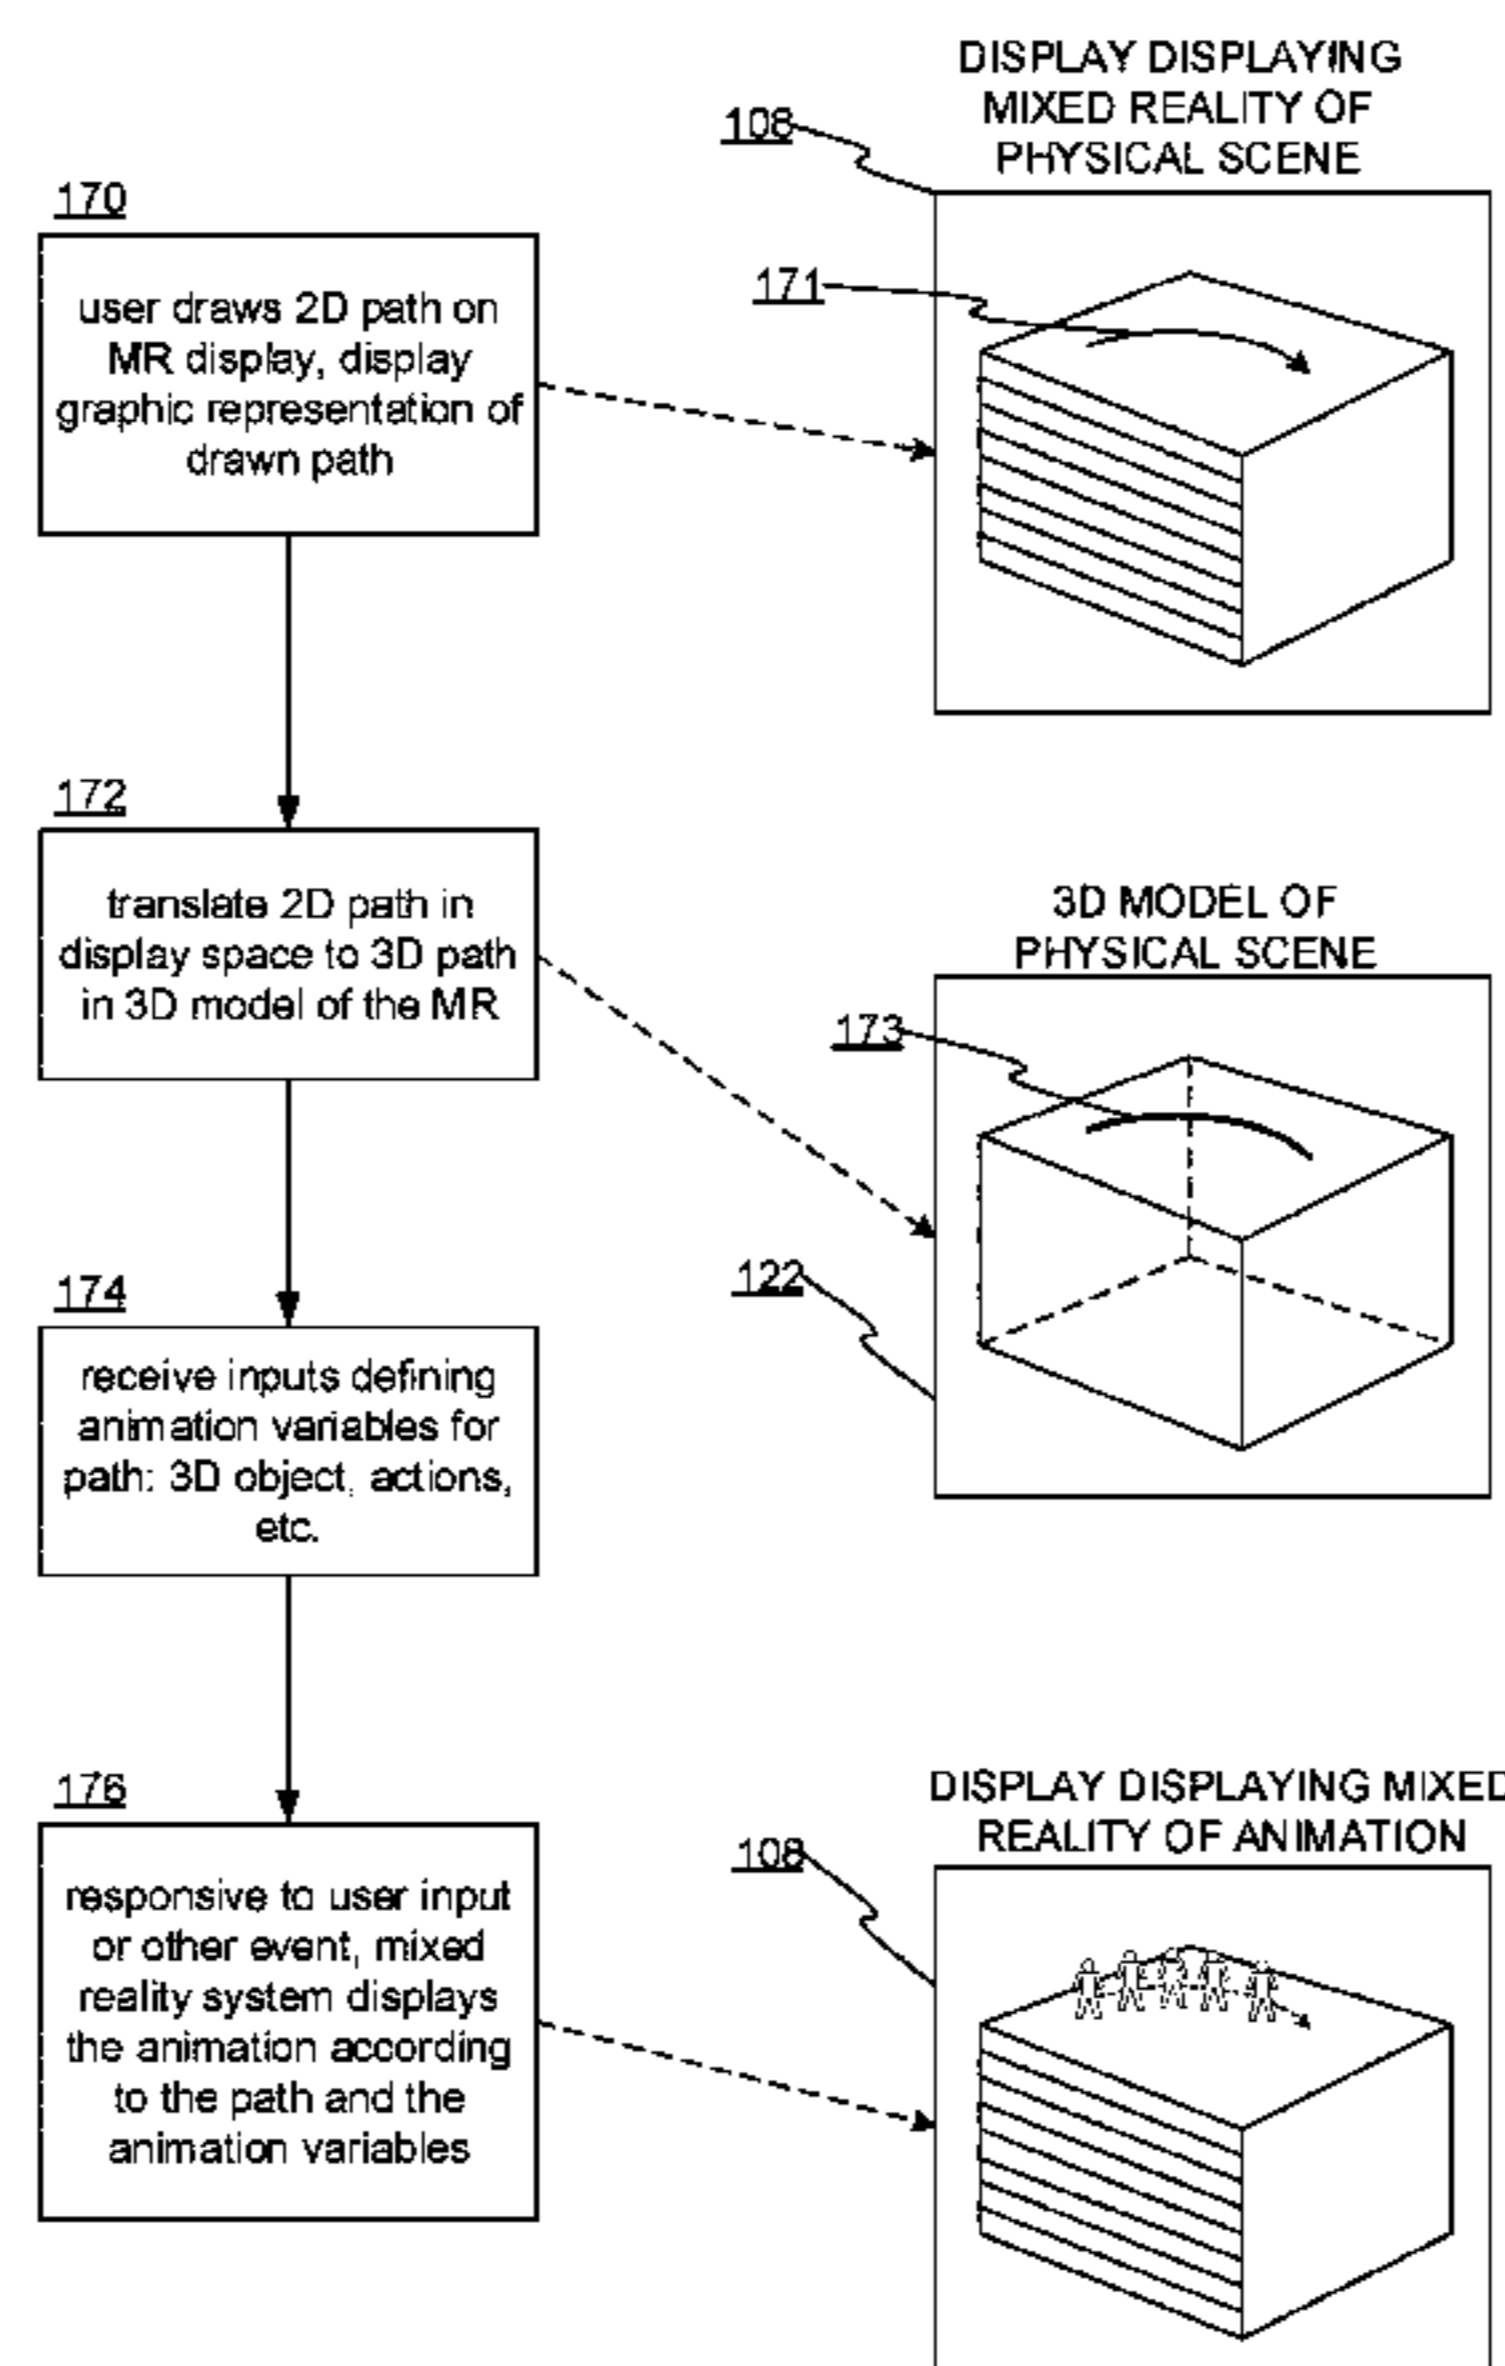 DISPLAY DISPLAYING
MIXED REALITY OF
PHYSICAL SCENE
108
171
170
user draws 2D path on
MR display, display
graphic representation of
drawn path
172
translate 2D path in
display space to 3D path
in 3D model of the MR
3D MODEL OF
PHYSICAL SCENE
173
122
174
receive inputs defining
animation variables for
path: 3D object, actions,
etc.
176
responsive to user input
or other event, mixed
reality system displays
the animation according
to the path and the
animation variables
DISPLAY DISPLAYING MIXED
REALITY OF ANIMATION
108